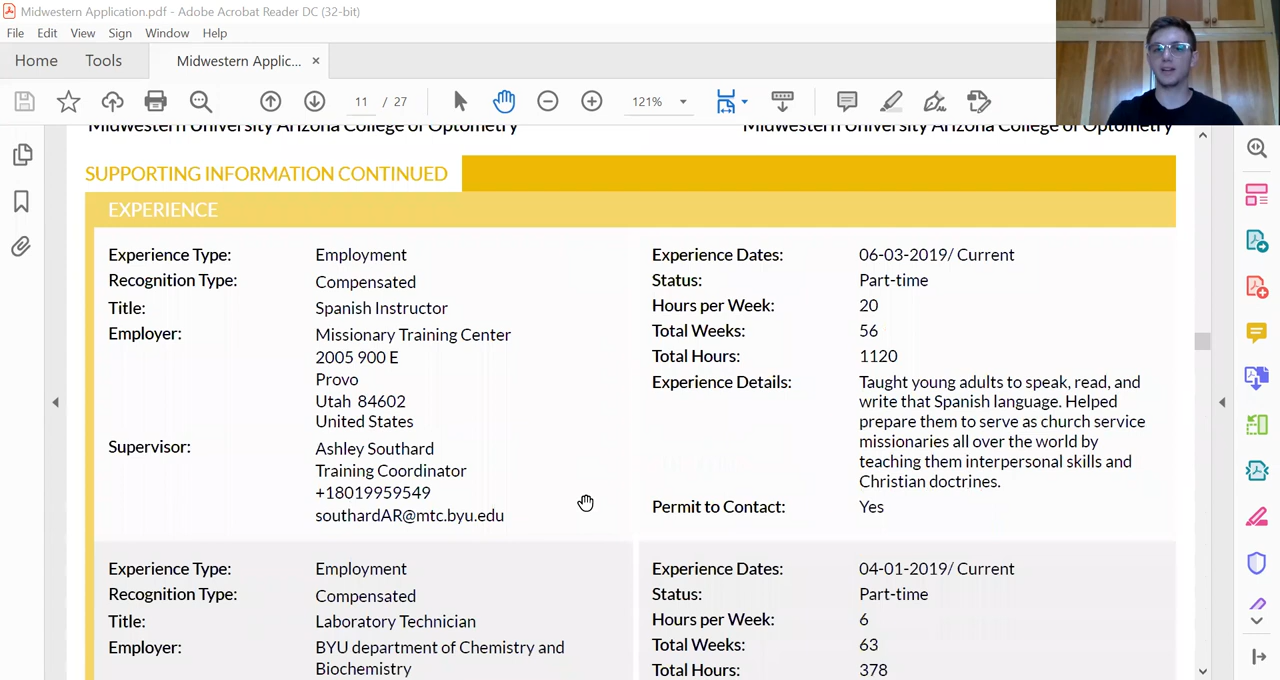 Midwestern Application.pdf - Adobe Acrobat Reader DC (32-bit)
File Edit View Sign Window Help
Home Tools Midwestern Applic... ×
11 / 27 121%
Midwestern University Arizona College of Optometry Midwestern University Arizona College of Optometry
SUPPORTING INFORMATION CONTINUED
EXPERIENCE
Experience Type: Employment
Recognition Type: Compensated
Title: Spanish Instructor
Employer: Missionary Training Center
2005 900 E
Provo
Utah 84602
United States
Supervisor: Ashley Southard
Training Coordinator
+18019959549
southardAR@mtc.byu.edu
Experience Dates: 06-03-2019/ Current
Status: Part-time
Hours per Week: 20
Total Weeks: 56
Total Hours: 1120
Experience Details: Taught young adults to speak, read, and
write that Spanish language. Helped
prepare them to serve as church service
missionaries all over the world by
teaching them interpersonal skills and
Christian doctrines.
Permit to Contact: Yes
Experience Type: Employment
Recognition Type: Compensated
Title: Laboratory Technician
Employer: BYU department of Chemistry and
Biochemistry
Experience Dates: 04-01-2019/ Current
Status: Part-time
Hours per Week: 6
Total Weeks: 63
Total Hours: 378